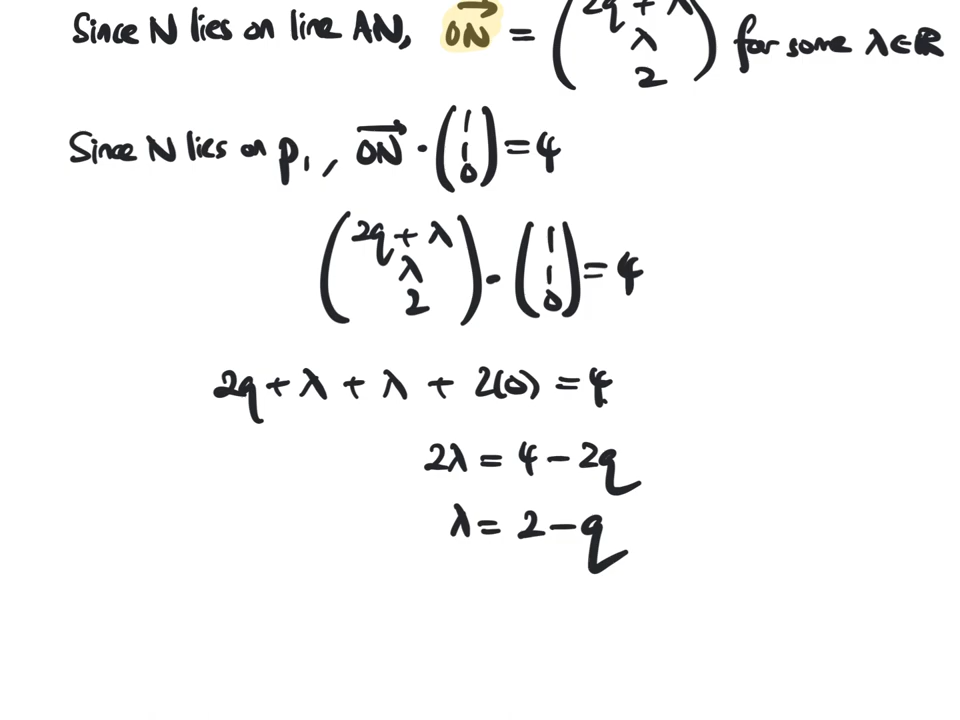 Since N lies on line AN, ON→ = (2q + λ, λ, 2) for some λ∈ℝ
Since N lies on p₁, ON→ · (1, 1, 0) = 4
(2q + λ, λ, 2) · (1, 1, 0) = 4
2q + λ + λ + 2(0) = 4
2λ = 4 − 2q
λ = 2 − q